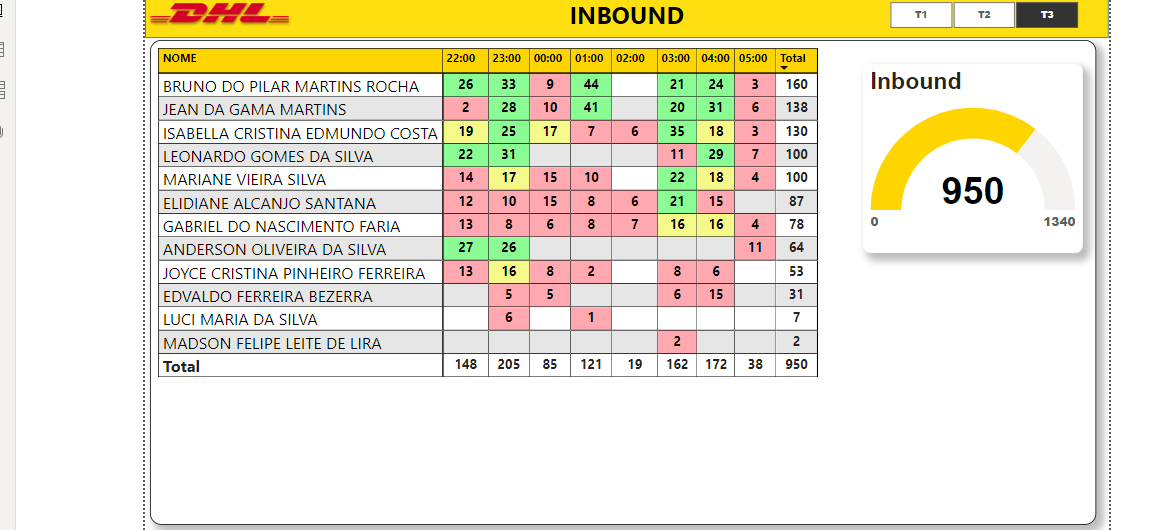 DHL INBOUND T1 T2 T3
NOME 22:00 23:00 00:00 01:00 02:00 03:00 04:00 05:00 Total
BRUNO DO PILAR MARTINS ROCHA 26 33 9 44 21 24 3 160
JEAN DA GAMA MARTINS 2 28 10 41 20 31 6 138
ISABELLA CRISTINA EDMUNDO COSTA 19 25 17 7 6 35 18 3 130
LEONARDO GOMES DA SILVA 22 31 11 29 7 100
MARIANE VIEIRA SILVA 14 17 15 10 22 18 4 100
ELIDIANE ALCANJO SANTANA 12 10 15 8 6 21 15 87
GABRIEL DO NASCIMENTO FARIA 13 8 6 8 7 16 16 4 78
ANDERSON OLIVEIRA DA SILVA 27 26 11 64
JOYCE CRISTINA PINHEIRO FERREIRA 13 16 8 2 8 6 53
EDVALDO FERREIRA BEZERRA 5 5 6 15 31
LUCI MARIA DA SILVA 6 1 7
MADSON FELIPE LEITE DE LIRA 2 2
Total 148 205 85 121 19 162 172 38 950
Inbound
950
0 1340